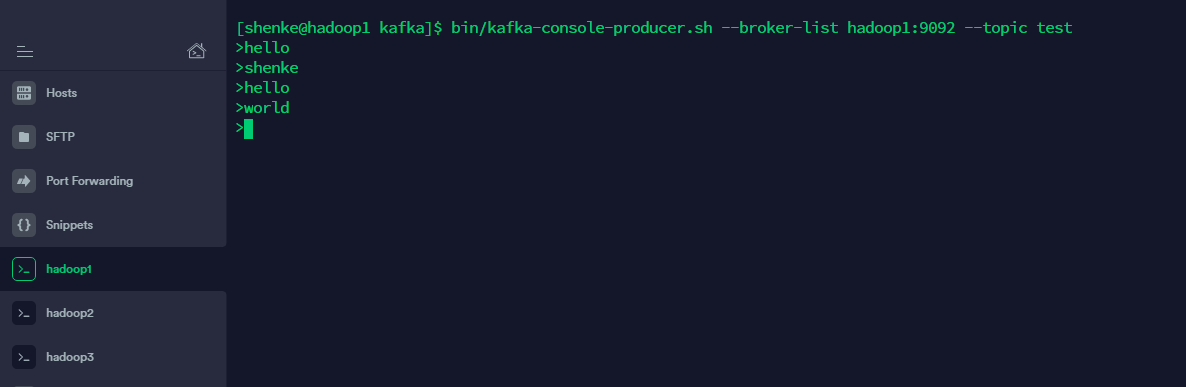 [shenke@hadoop1 kafka]$ bin/kafka-console-producer.sh --broker-list hadoop1:9092 --topic test
>hello
>shenke
>hello
>world
>
Hosts
SFTP
Port Forwarding
Snippets
hadoop1
hadoop2
hadoop3